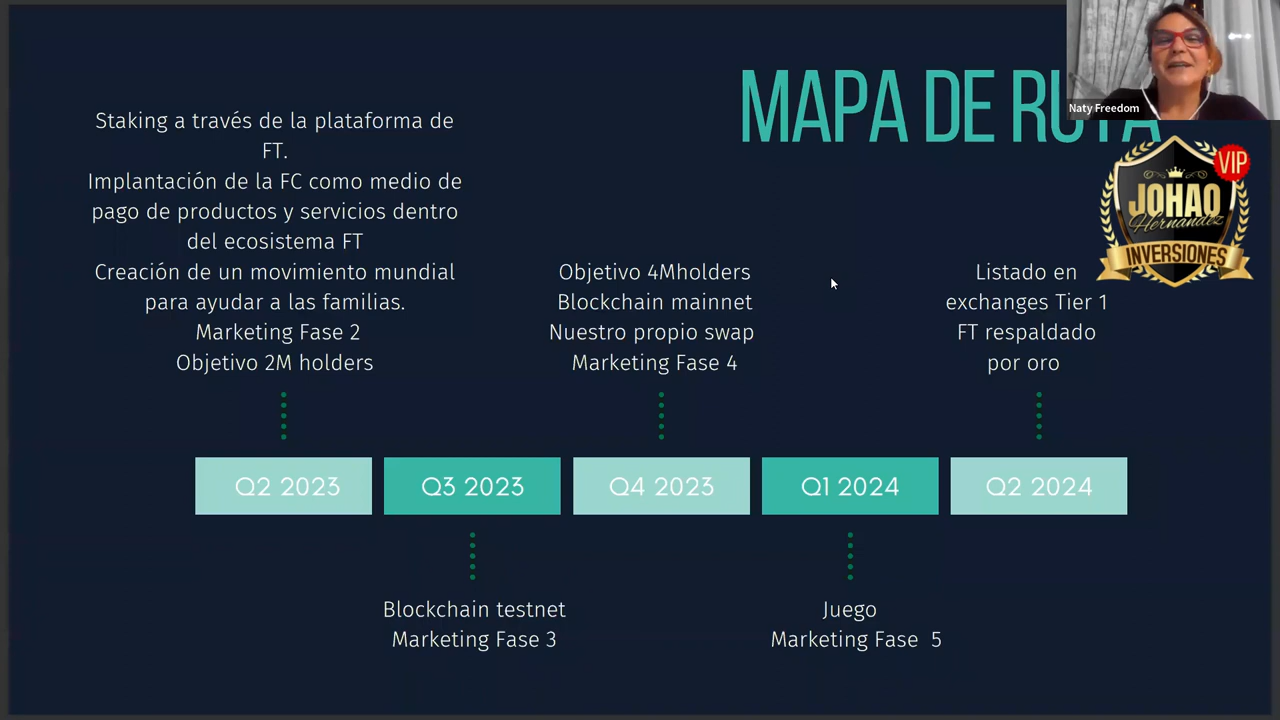 MAPA DE RUTA
Naty Freedom
VIP
JOHAO
Hernandez
INVERSIONES
Staking a través de la plataforma de
FT.
Implantación de la FC como medio de
pago de productos y servicios dentro
del ecosistema FT
Creación de un movimiento mundial
para ayudar a las familias.
Marketing Fase 2
Objetivo 2M holders
Objetivo 4Mholders
Blockchain mainnet
Nuestro propio swap
Marketing Fase 4
Listado en
exchanges Tier 1
FT respaldado
por oro
Q2 2023
Q3 2023
Q4 2023
Q1 2024
Q2 2024
Blockchain testnet
Marketing Fase 3
Juego
Marketing Fase 5